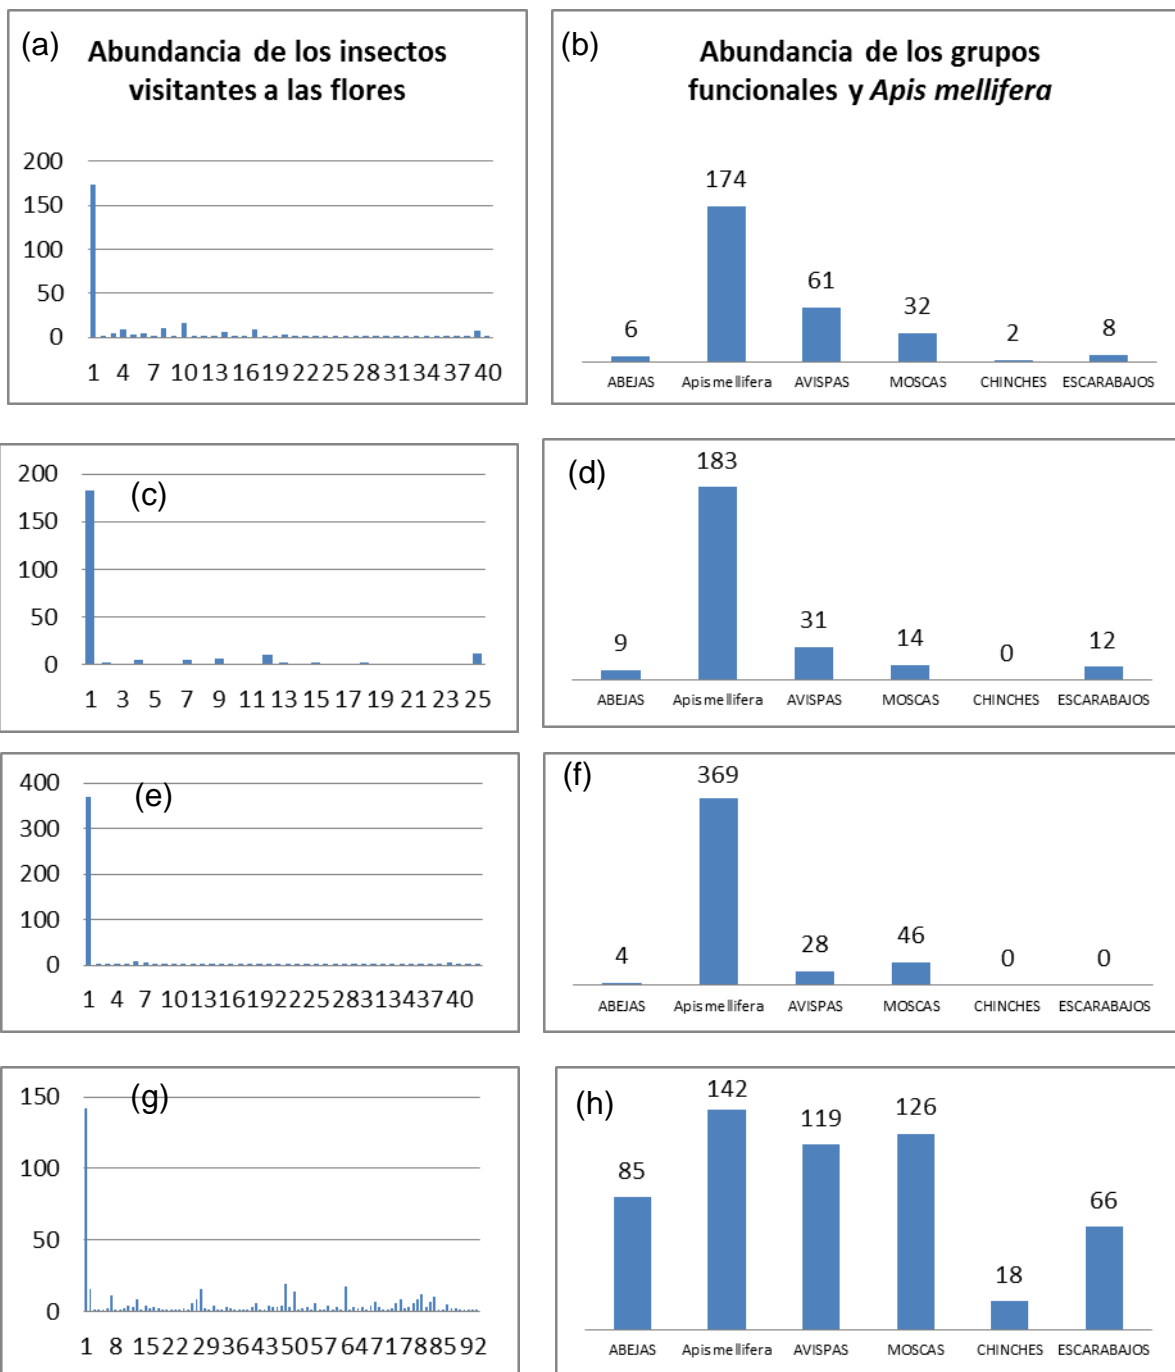 (a)
Abundancia de los insectos
visitantes a las flores
200
150
100
50
0
1 4 7 10 13 16 19 22 25 28 31 34 37 40
(b)
Abundancia de los grupos
funcionales y Apis mellifera
174
61
32
6
2
8
ABEJAS Apis mellifera AVISPAS MOSCAS CHINCHES ESCARABAJOS
(c)
200
150
100
50
0
1 3 5 7 9 11 13 15 17 19 21 23 25
(d)
183
9
31
14
0
12
ABEJAS Apis mellifera AVISPAS MOSCAS CHINCHES ESCARABAJOS
(e)
400
300
200
100
0
1 4 7 10 13 16 19 22 25 28 31 34 37 40
(f)
369
4
28
46
0
0
ABEJAS Apis mellifera AVISPAS MOSCAS CHINCHES ESCARABAJOS
(g)
150
100
50
0
1 8 15 22 29 36 43 50 57 64 71 78 85 92
(h)
85
142
119
126
18
66
ABEJAS Apis mellifera AVISPAS MOSCAS CHINCHES ESCARABAJOS